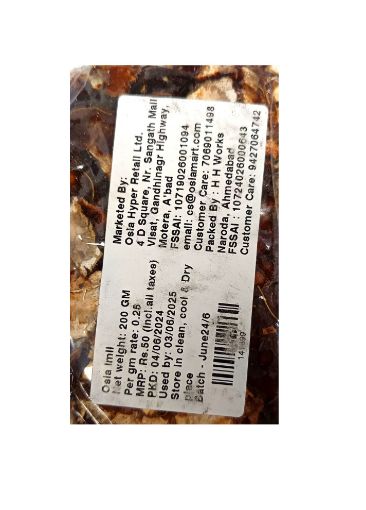 Osia Imli
Net weight: 200 GM
Per gm rate: 0.25
MRP: Rs.50 (Incl.all taxes)
PKD: 04/06/2024
Used by: 03/06/2025
Store in clean, cool & Dry
place
Batch - June24/6
Marketed By:
Osia Hyper Retail Ltd.
4 D Square, Nr. Sangath Mall
Visat, Gandhinagr Highway,
Motera, A'bad
FSSAI: 10719026001094
email: cs@osiamart.com
Customer Care: 7069011498
Packed By : H H Works
Naroda, Ahmedabad
FSSAI : 10724026000643
Customer Care: 9427064742